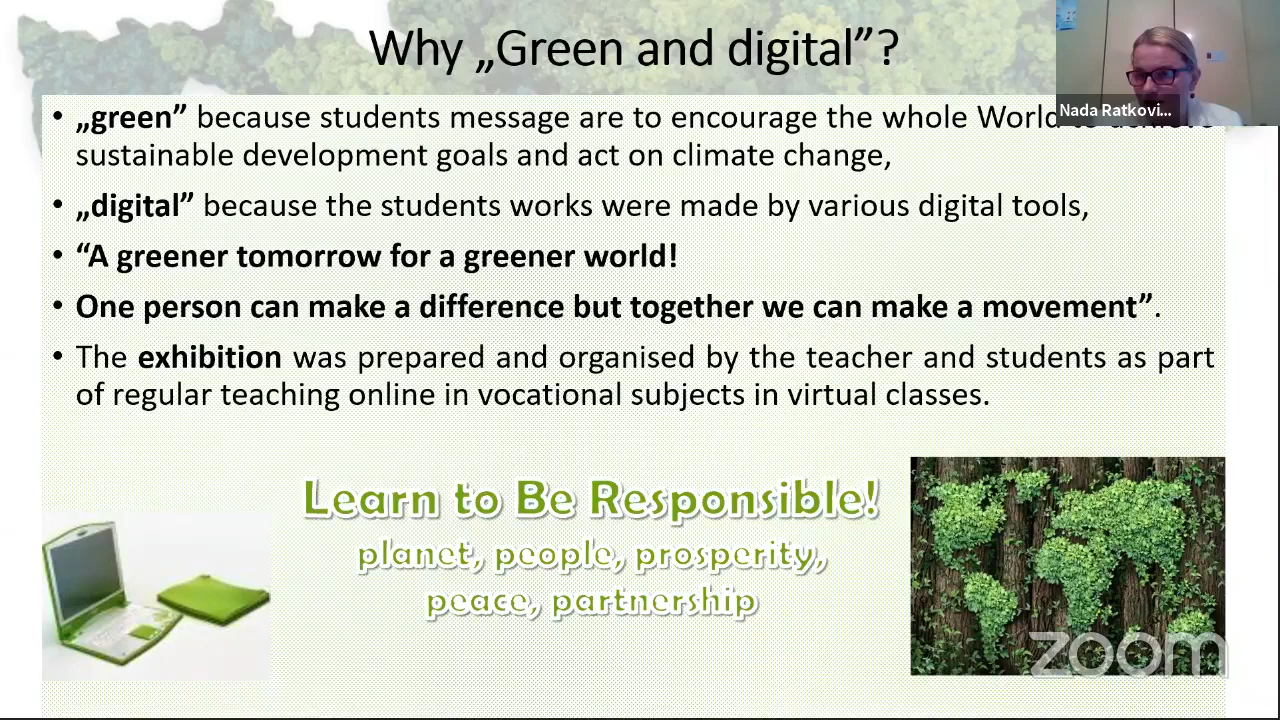 Why „Green and digital”?
Nada Ratkovi...
• „green” because students message are to encourage the whole World to achieve
sustainable development goals and act on climate change,
• „digital” because the students works were made by various digital tools,
• “A greener tomorrow for a greener world!
• One person can make a difference but together we can make a movement”.
• The exhibition was prepared and organised by the teacher and students as part
of regular teaching online in vocational subjects in virtual classes.
Learn to Be Responsible!
planet, people, prosperity,
peace, partnership
zoom